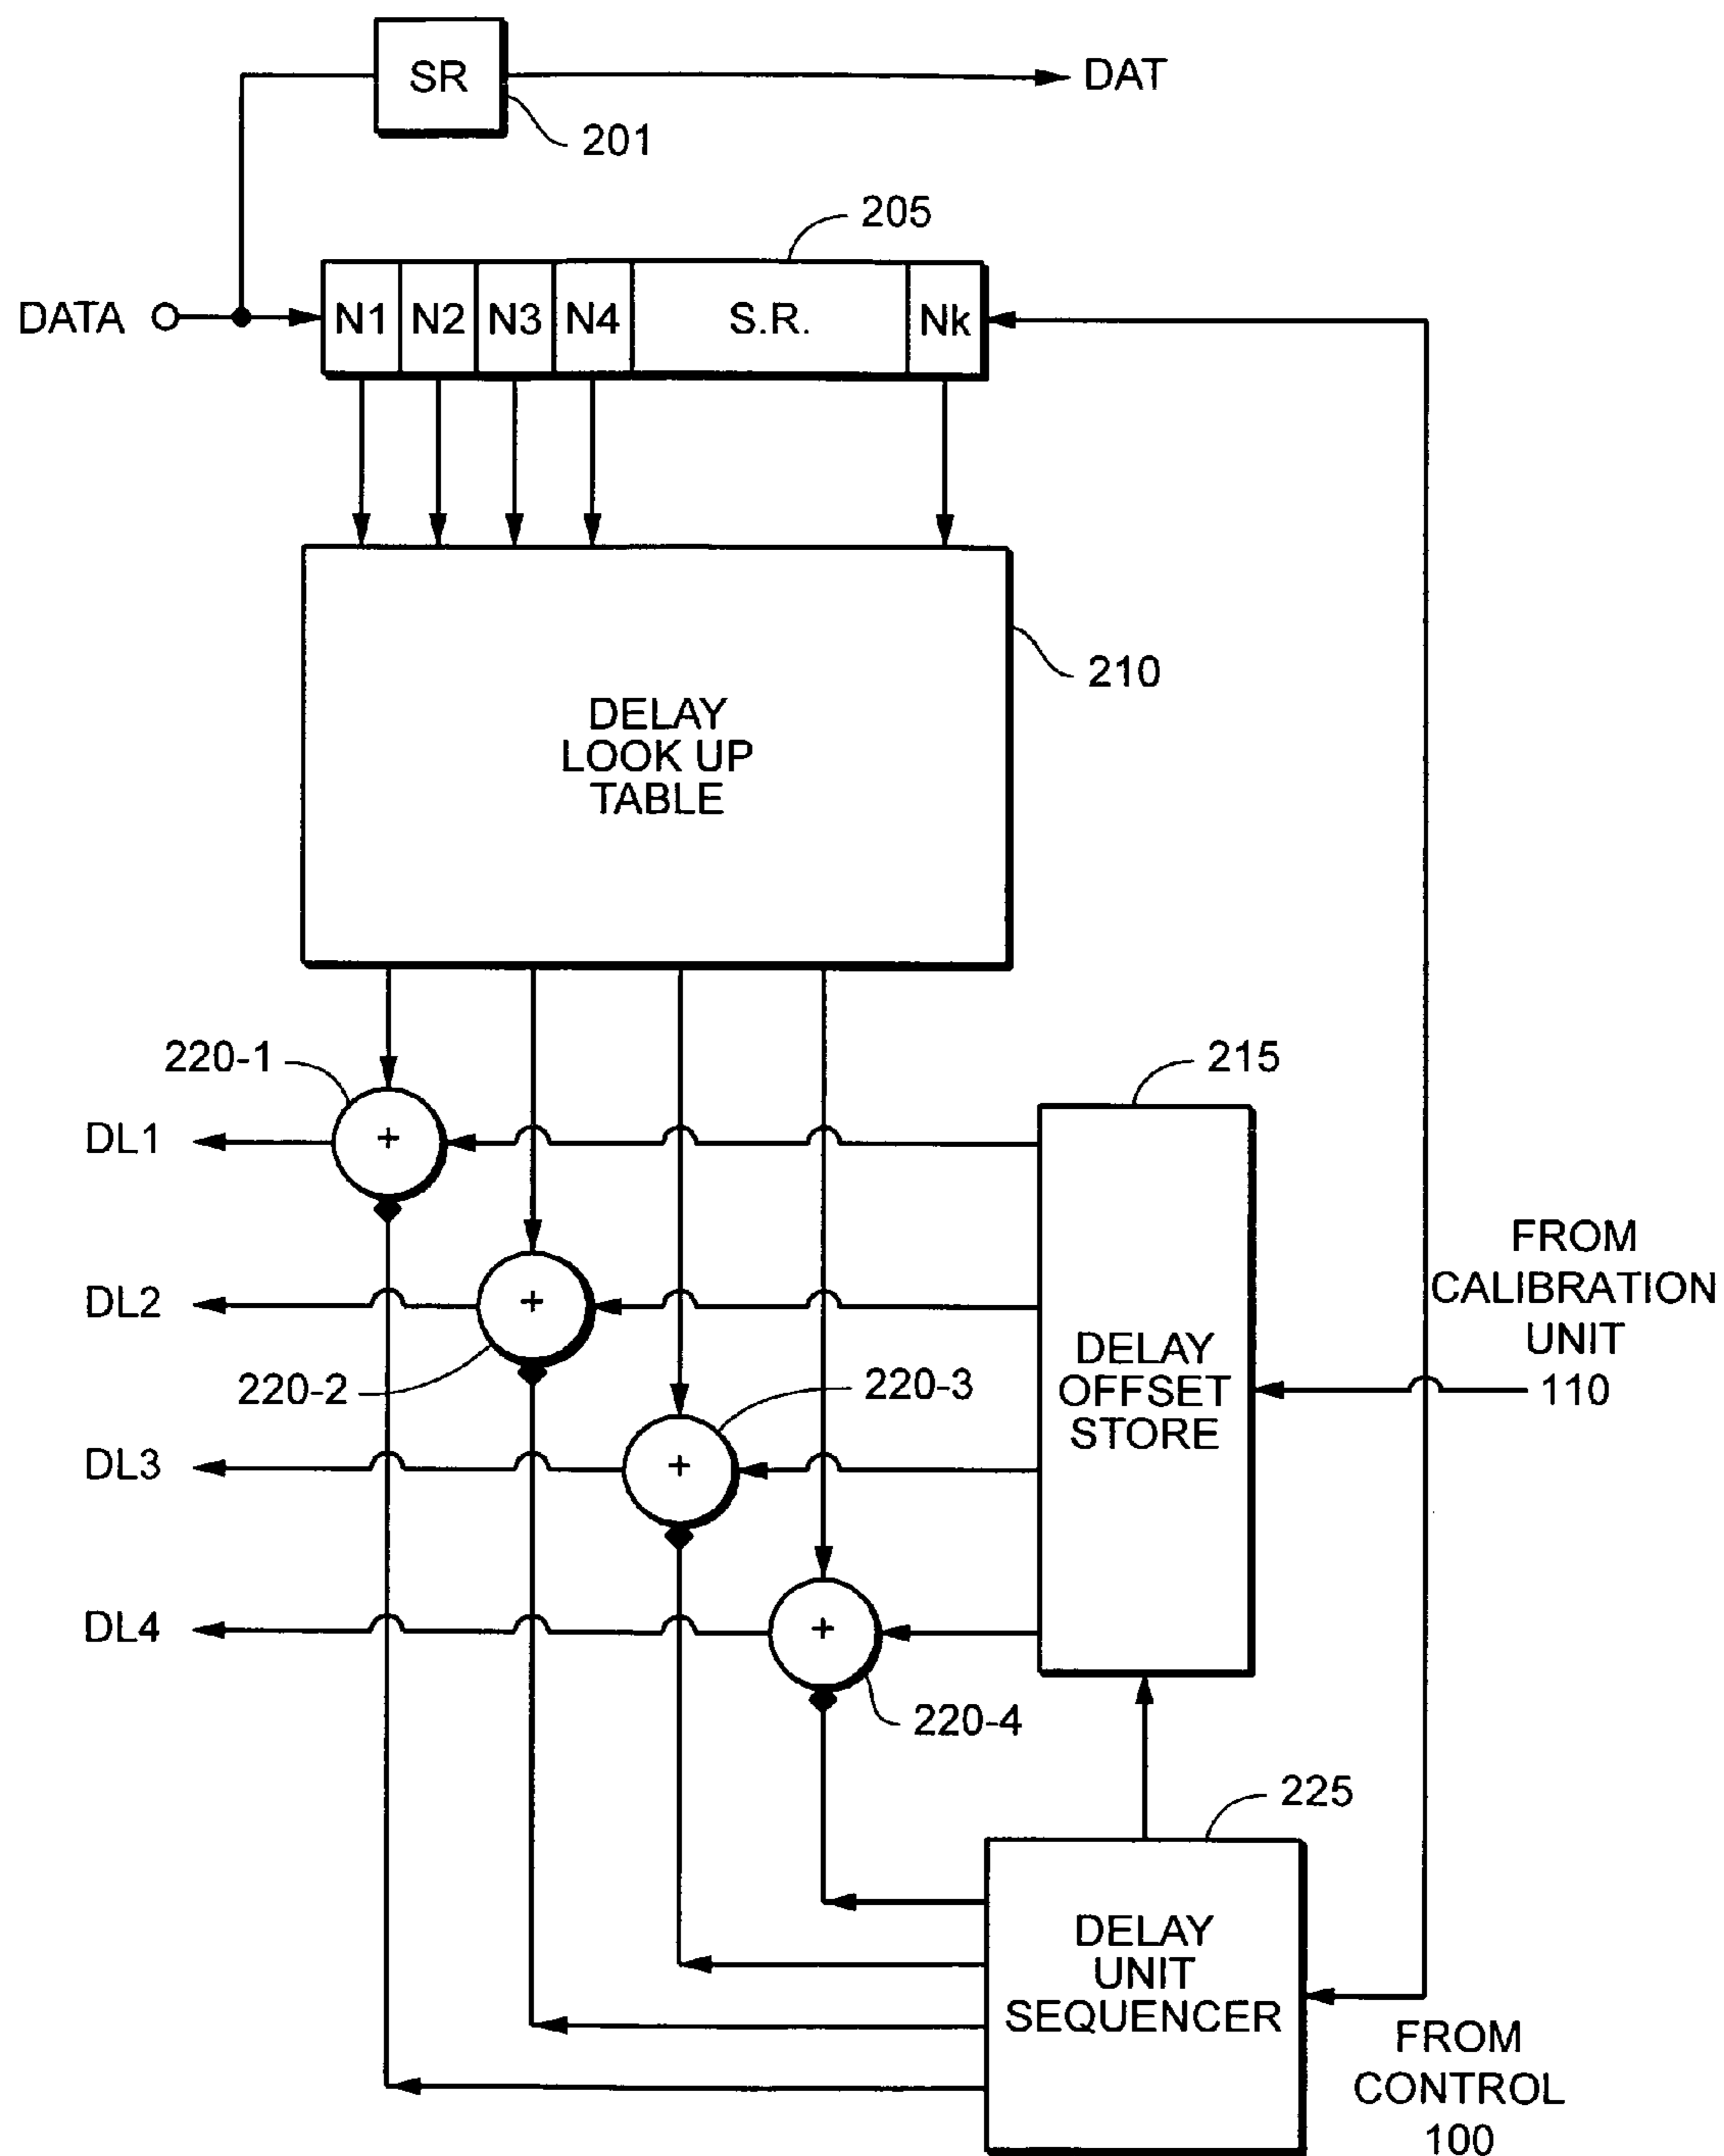 SR
DAT
201
205
DATA
N1 N2 N3 N4 S.R. Nk
210
DELAY
LOOK UP
TABLE
220-1
215
DL1
+
FROM
CALIBRATION
UNIT
110
DL2
+
220-2
DELAY
OFFSET
STORE
220-3
DL3
+
DL4
+
220-4
225
DELAY
UNIT
SEQUENCER
FROM
CONTROL
100